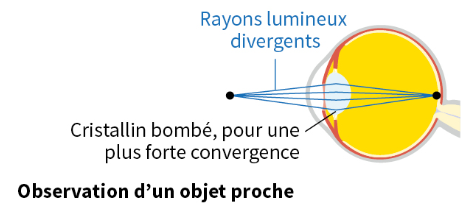 Rayons lumineux
divergents
Cristallin bombé, pour une
plus forte convergence
Observation d’un objet proche